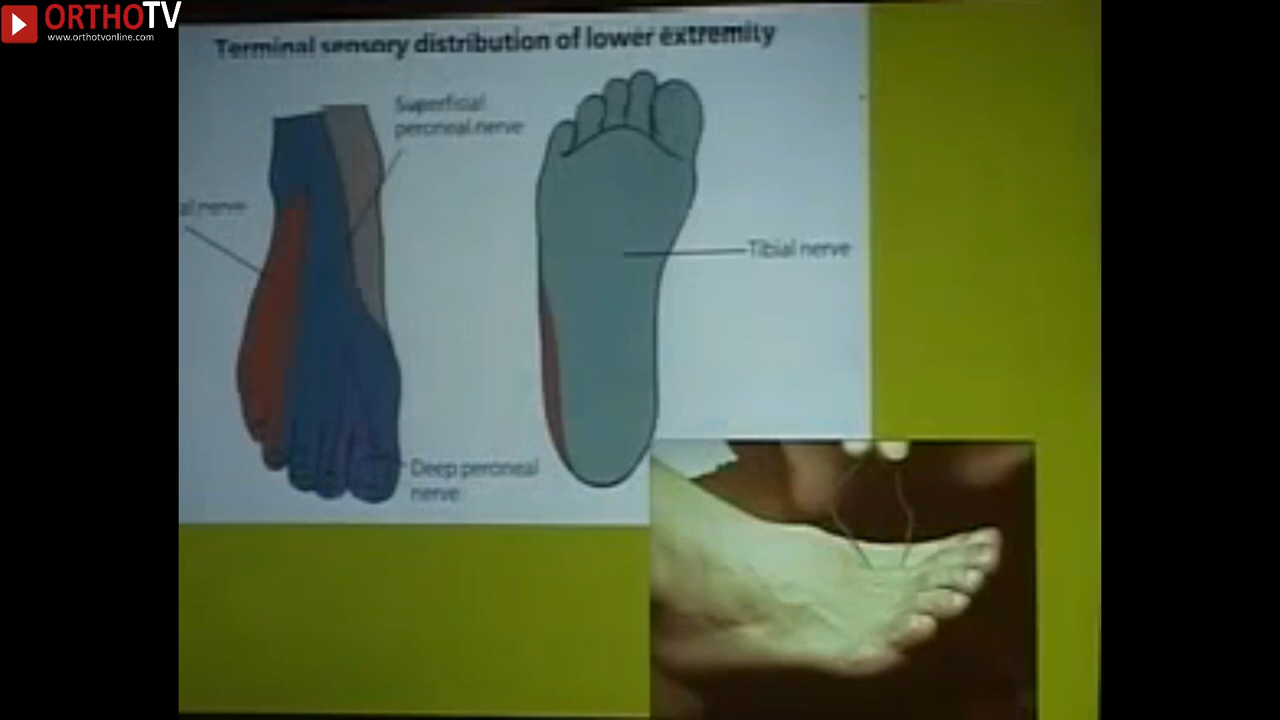 ORTHOTV
www.orthotvonline.com
Terminal sensory distribution of lower extremity
Superficial
peroneal nerve
al nerve
Tibial nerve
Deep peroneal
nerve